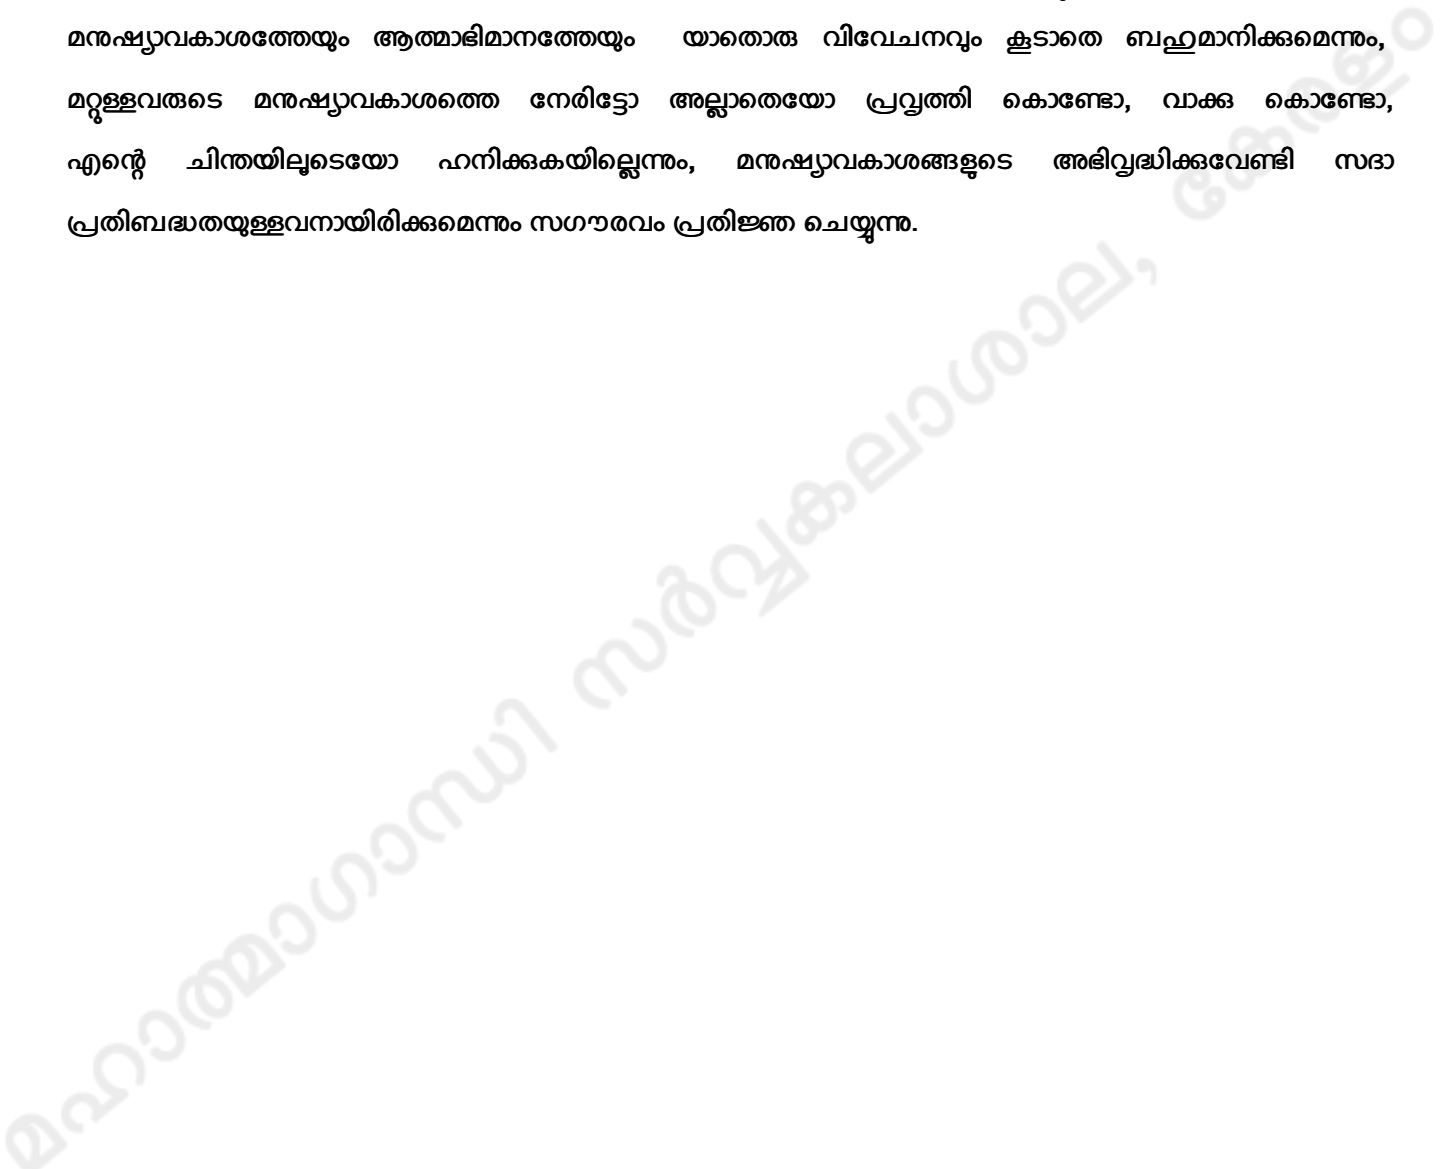 മനുഷ്യാവകാശത്തേയും ആത്മാഭിമാനത്തേയും യാതൊരു വിവേചനവും കൂടാതെ ബഹുമാനിക്കുമെന്നും,
മറ്റുള്ളവരുടെ മനുഷ്യാവകാശത്തെ നേരിട്ടോ അല്ലാതെയോ പ്രവൃത്തി കൊണ്ടോ, വാക്കു കൊണ്ടോ,
എന്റെ ചിന്തയിലൂടെയോ ഹനിക്കുകയില്ലെന്നും, മനുഷ്യാവകാശങ്ങളുടെ അഭിവൃദ്ധിക്കുവേണ്ടി സദാ
പ്രതിബദ്ധതയുള്ളവനായിരിക്കുമെന്നും സഗൗരവം പ്രതിജ്ഞ ചെയ്യുന്നു.
മഹാത്മാഗാന്ധി സർവ്വകലാശാല, കേരളം